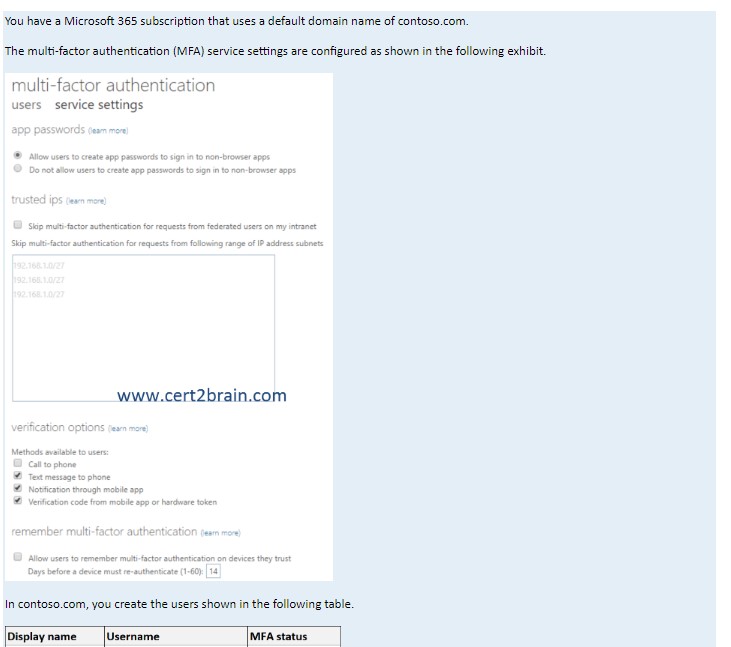 You have a Microsoft 365 subscription that uses a default domain name of contoso.com.
The multi-factor authentication (MFA) service settings are configured as shown in the following exhibit.
multi-factor authentication
users service settings
app passwords (learn more)
Allow users to create app passwords to sign in to non-browser apps
Do not allow users to create app passwords to sign in to non-browser apps
trusted ips (learn more)
Skip multi-factor authentication for requests from federated users on my intranet
Skip multi-factor authentication for requests from following range of IP address subnets
192.168.1.0/27
192.168.1.0/27
192.168.1.0/27
www.cert2brain.com
verification options (learn more)
Methods available to users:
Call to phone
Text message to phone
Notification through mobile app
Verification code from mobile app or hardware token
remember multi-factor authentication (learn more)
Allow users to remember multi-factor authentication on devices they trust
Days before a device must re-authenticate (1-60): 14
In contoso.com, you create the users shown in the following table.
Display name Username MFA status